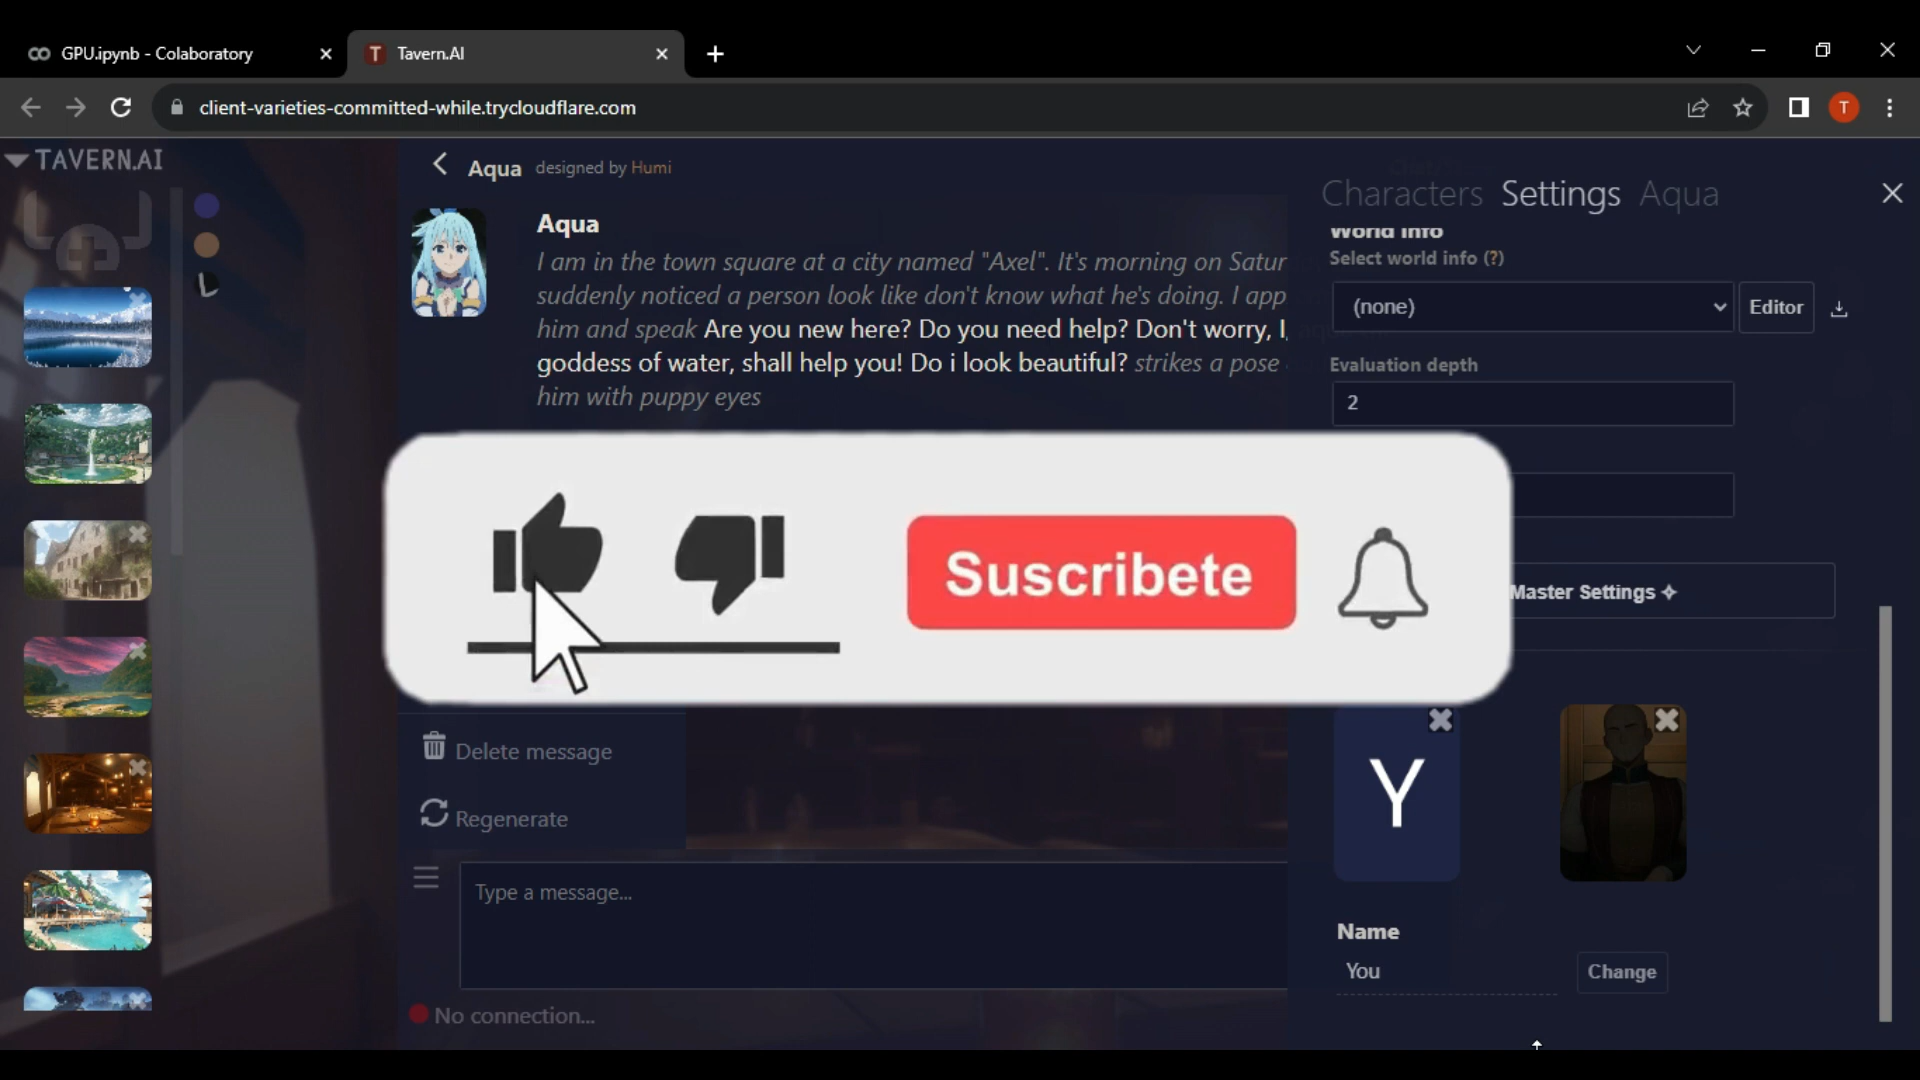 GPU.ipynb - Colaboratory
T Tavern.AI
client-varieties-committed-while.trycloudflare.com
T
TAVERN.AI
L
Aqua designed by Humi
Aqua
I am in the town square at a city named "Axel". It's morning on Satur
suddenly noticed a person look like don't know what he's doing. I app
him and speak Are you new here? Do you need help? Don't worry, I,
goddess of water, shall help you! Do i look beautiful? strikes a pose
him with puppy eyes
Suscribete
Delete message
Regenerate
Type a message...
No connection...
Characters Settings Aqua
World Info
Select world info (?)
(none)
Editor
Evaluation depth
2
Master Settings
Y
Name
You
Change